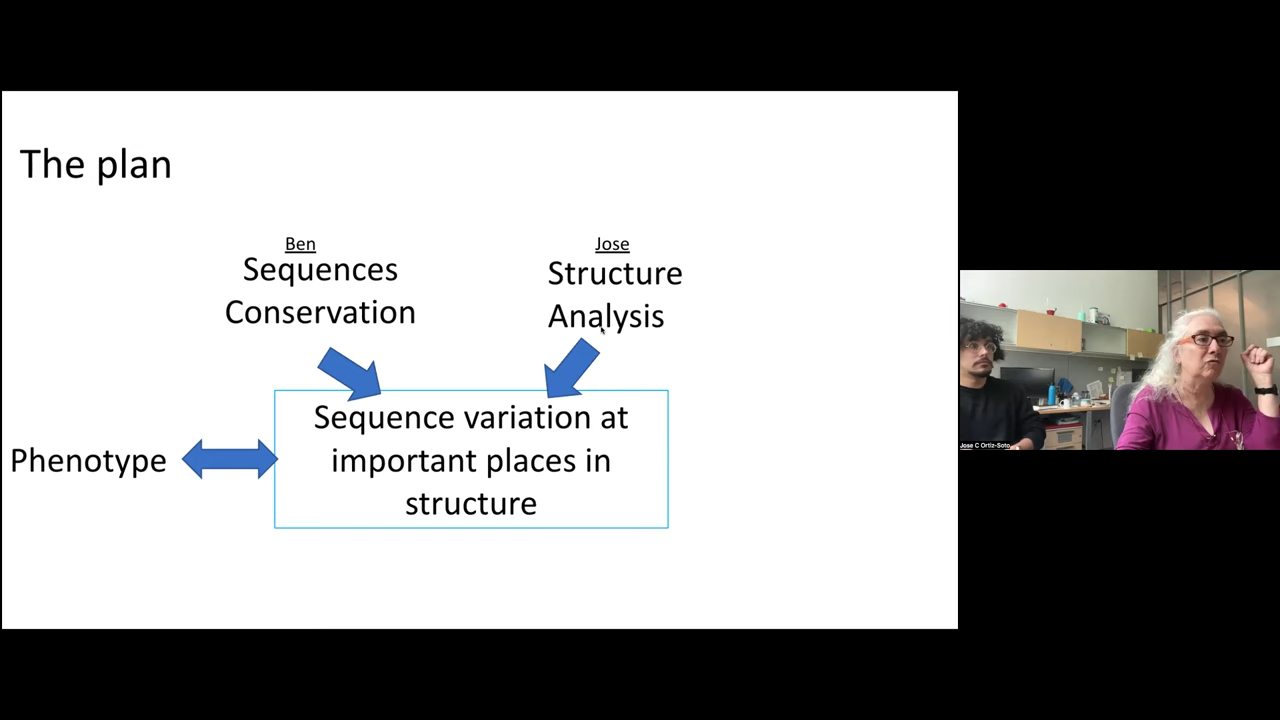 The plan
Ben
Sequences
Conservation
Jose
Structure
Analysis
Sequence variation at
important places in
structure
Phenotype
Jose C Ortiz-Soto